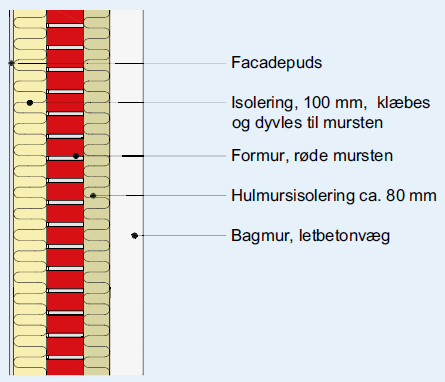 Facadepuds
Isolering, 100 mm, klæbes
og dyvles til mursten
Formur, røde mursten
Hulmursisolering ca. 80 mm
Bagmur, letbetonvæg